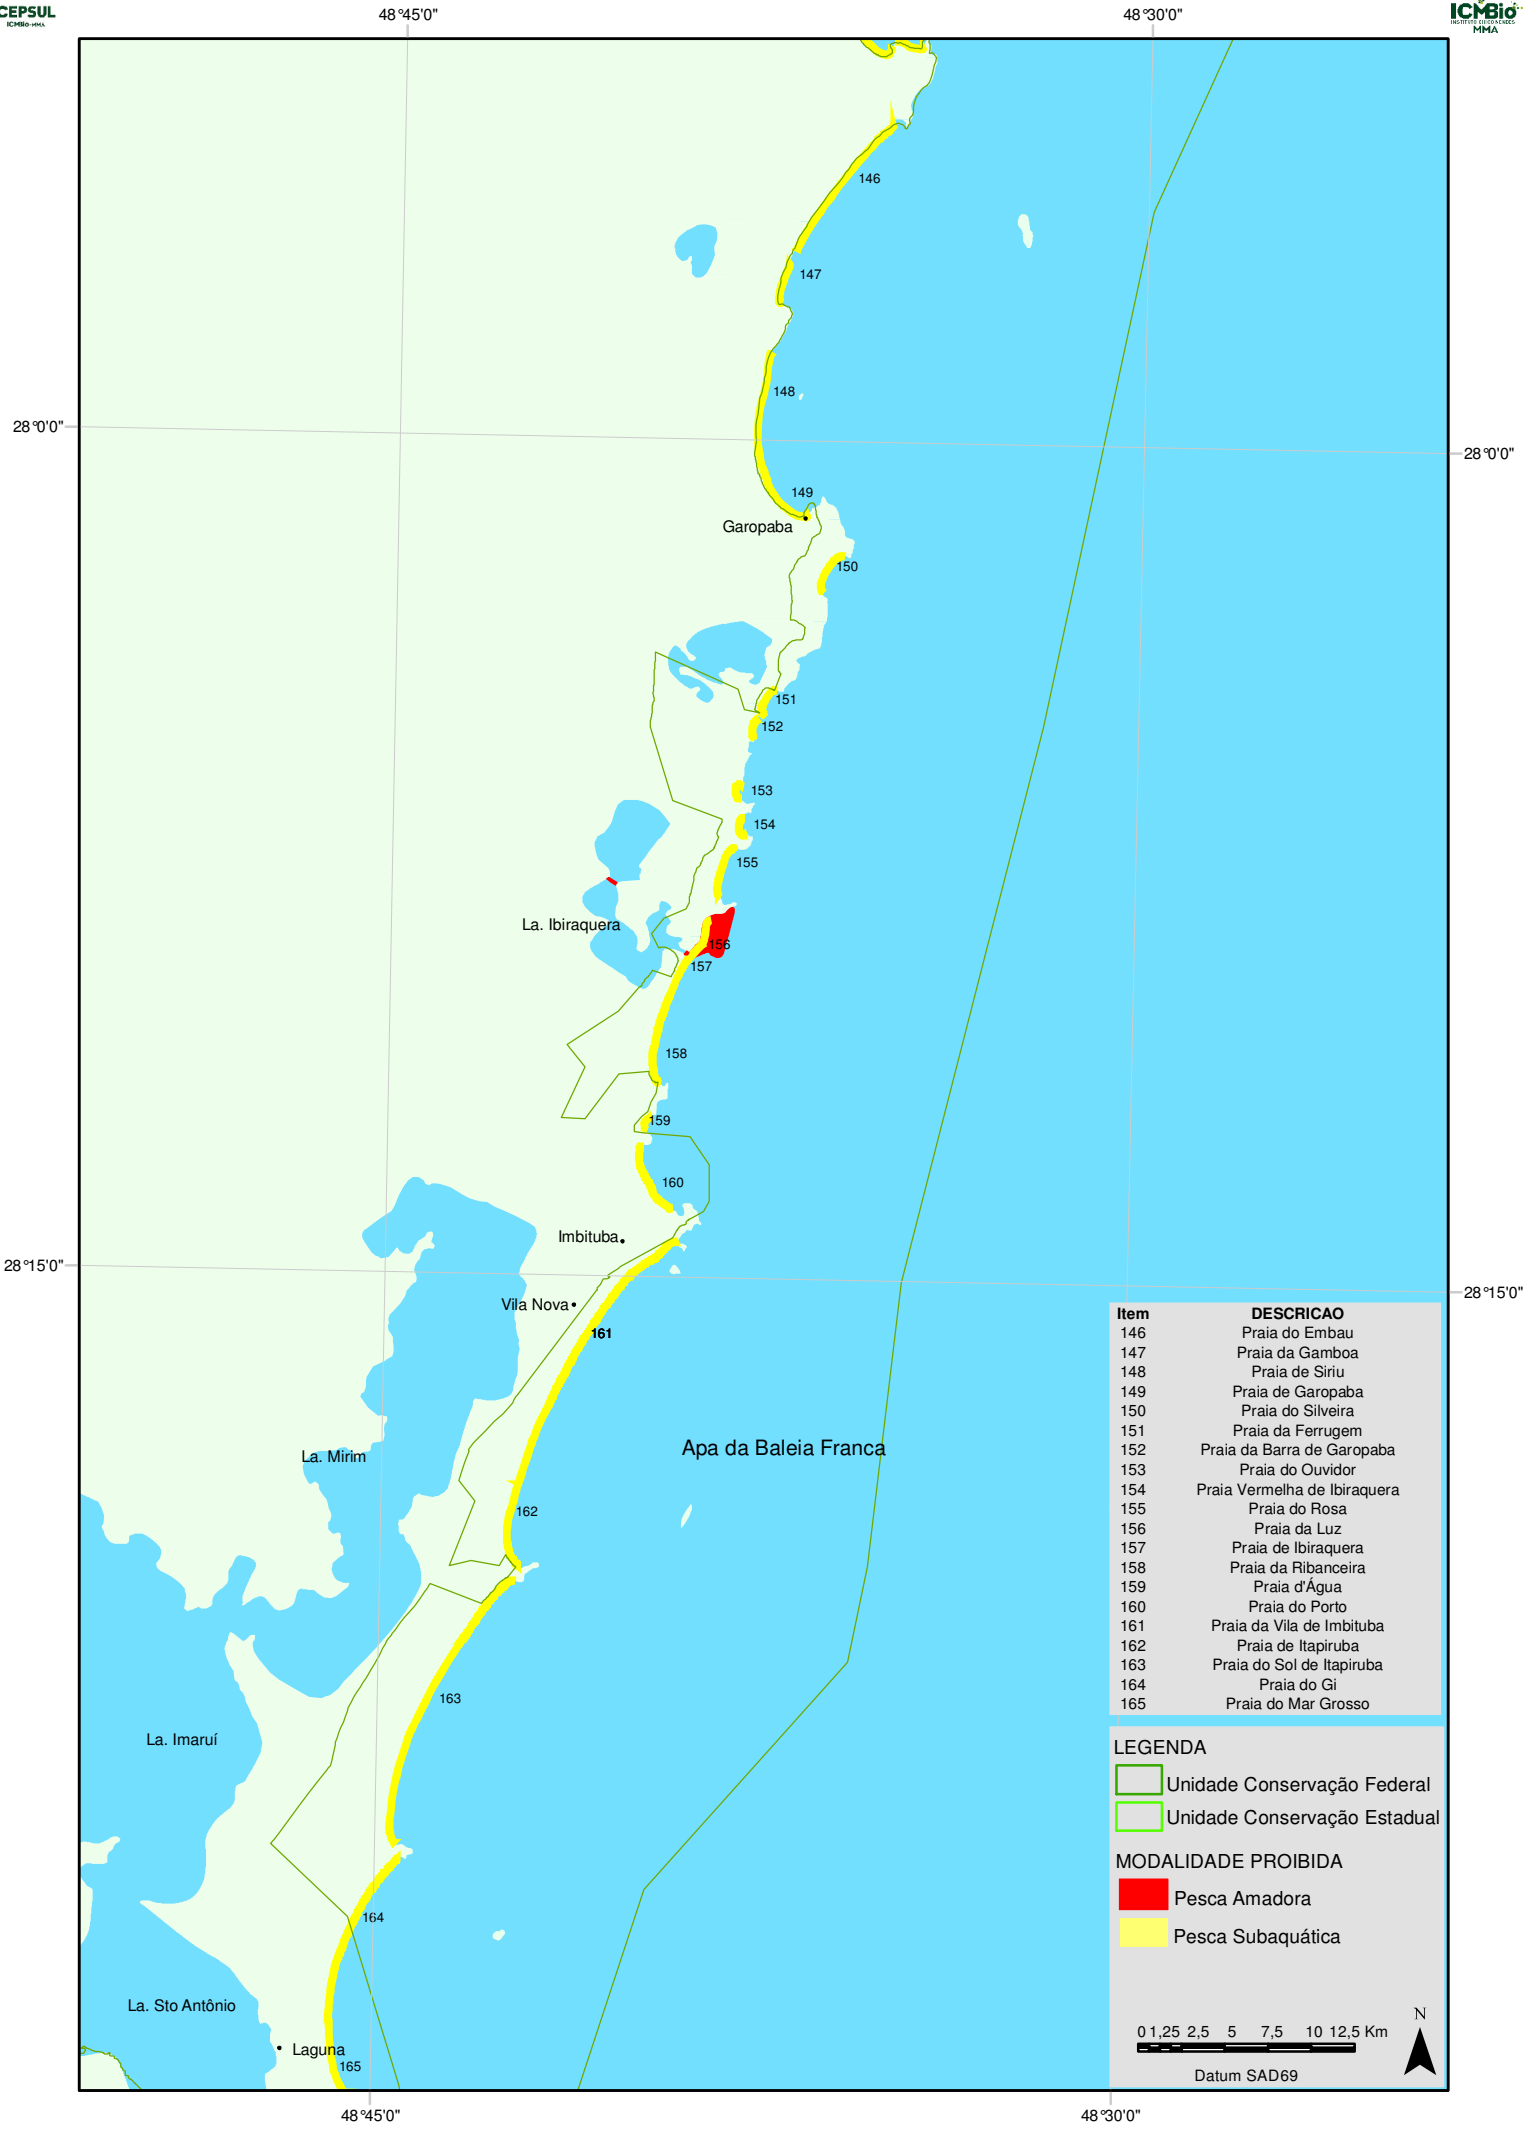 CEPSUL
ICMBio-MMA
48°45'0"
48°30'0"
ICMBio
INSTITUTO CHICO MENDES
MMA
146
147
148
28°0'0"
28°0'0"
149
Garopaba
150
151
152
153
154
155
La. Ibiraquera
156
157
158
159
160
Imbituba
28°15'0"
28°15'0"
Vila Nova
161
Apa da Baleia Franca
La. Mirim
162
163
La. Imaruí
164
La. Sto Antônio
Laguna
165
Item DESCRICAO
146 Praia do Embau
147 Praia da Gamboa
148 Praia de Siriu
149 Praia de Garopaba
150 Praia do Silveira
151 Praia da Ferrugem
152 Praia da Barra de Garopaba
153 Praia do Ouvidor
154 Praia Vermelha de Ibiraquera
155 Praia do Rosa
156 Praia da Luz
157 Praia de Ibiraquera
158 Praia da Ribanceira
159 Praia d'Água
160 Praia do Porto
161 Praia da Vila de Imbituba
162 Praia de Itapiruba
163 Praia do Sol de Itapiruba
164 Praia do Gi
165 Praia do Mar Grosso
LEGENDA
Unidade Conservação Federal
Unidade Conservação Estadual
MODALIDADE PROIBIDA
Pesca Amadora
Pesca Subaquática
N
0 1,25 2,5 5 7,5 10 12,5 Km
Datum SAD69
48°45'0"
48°30'0"